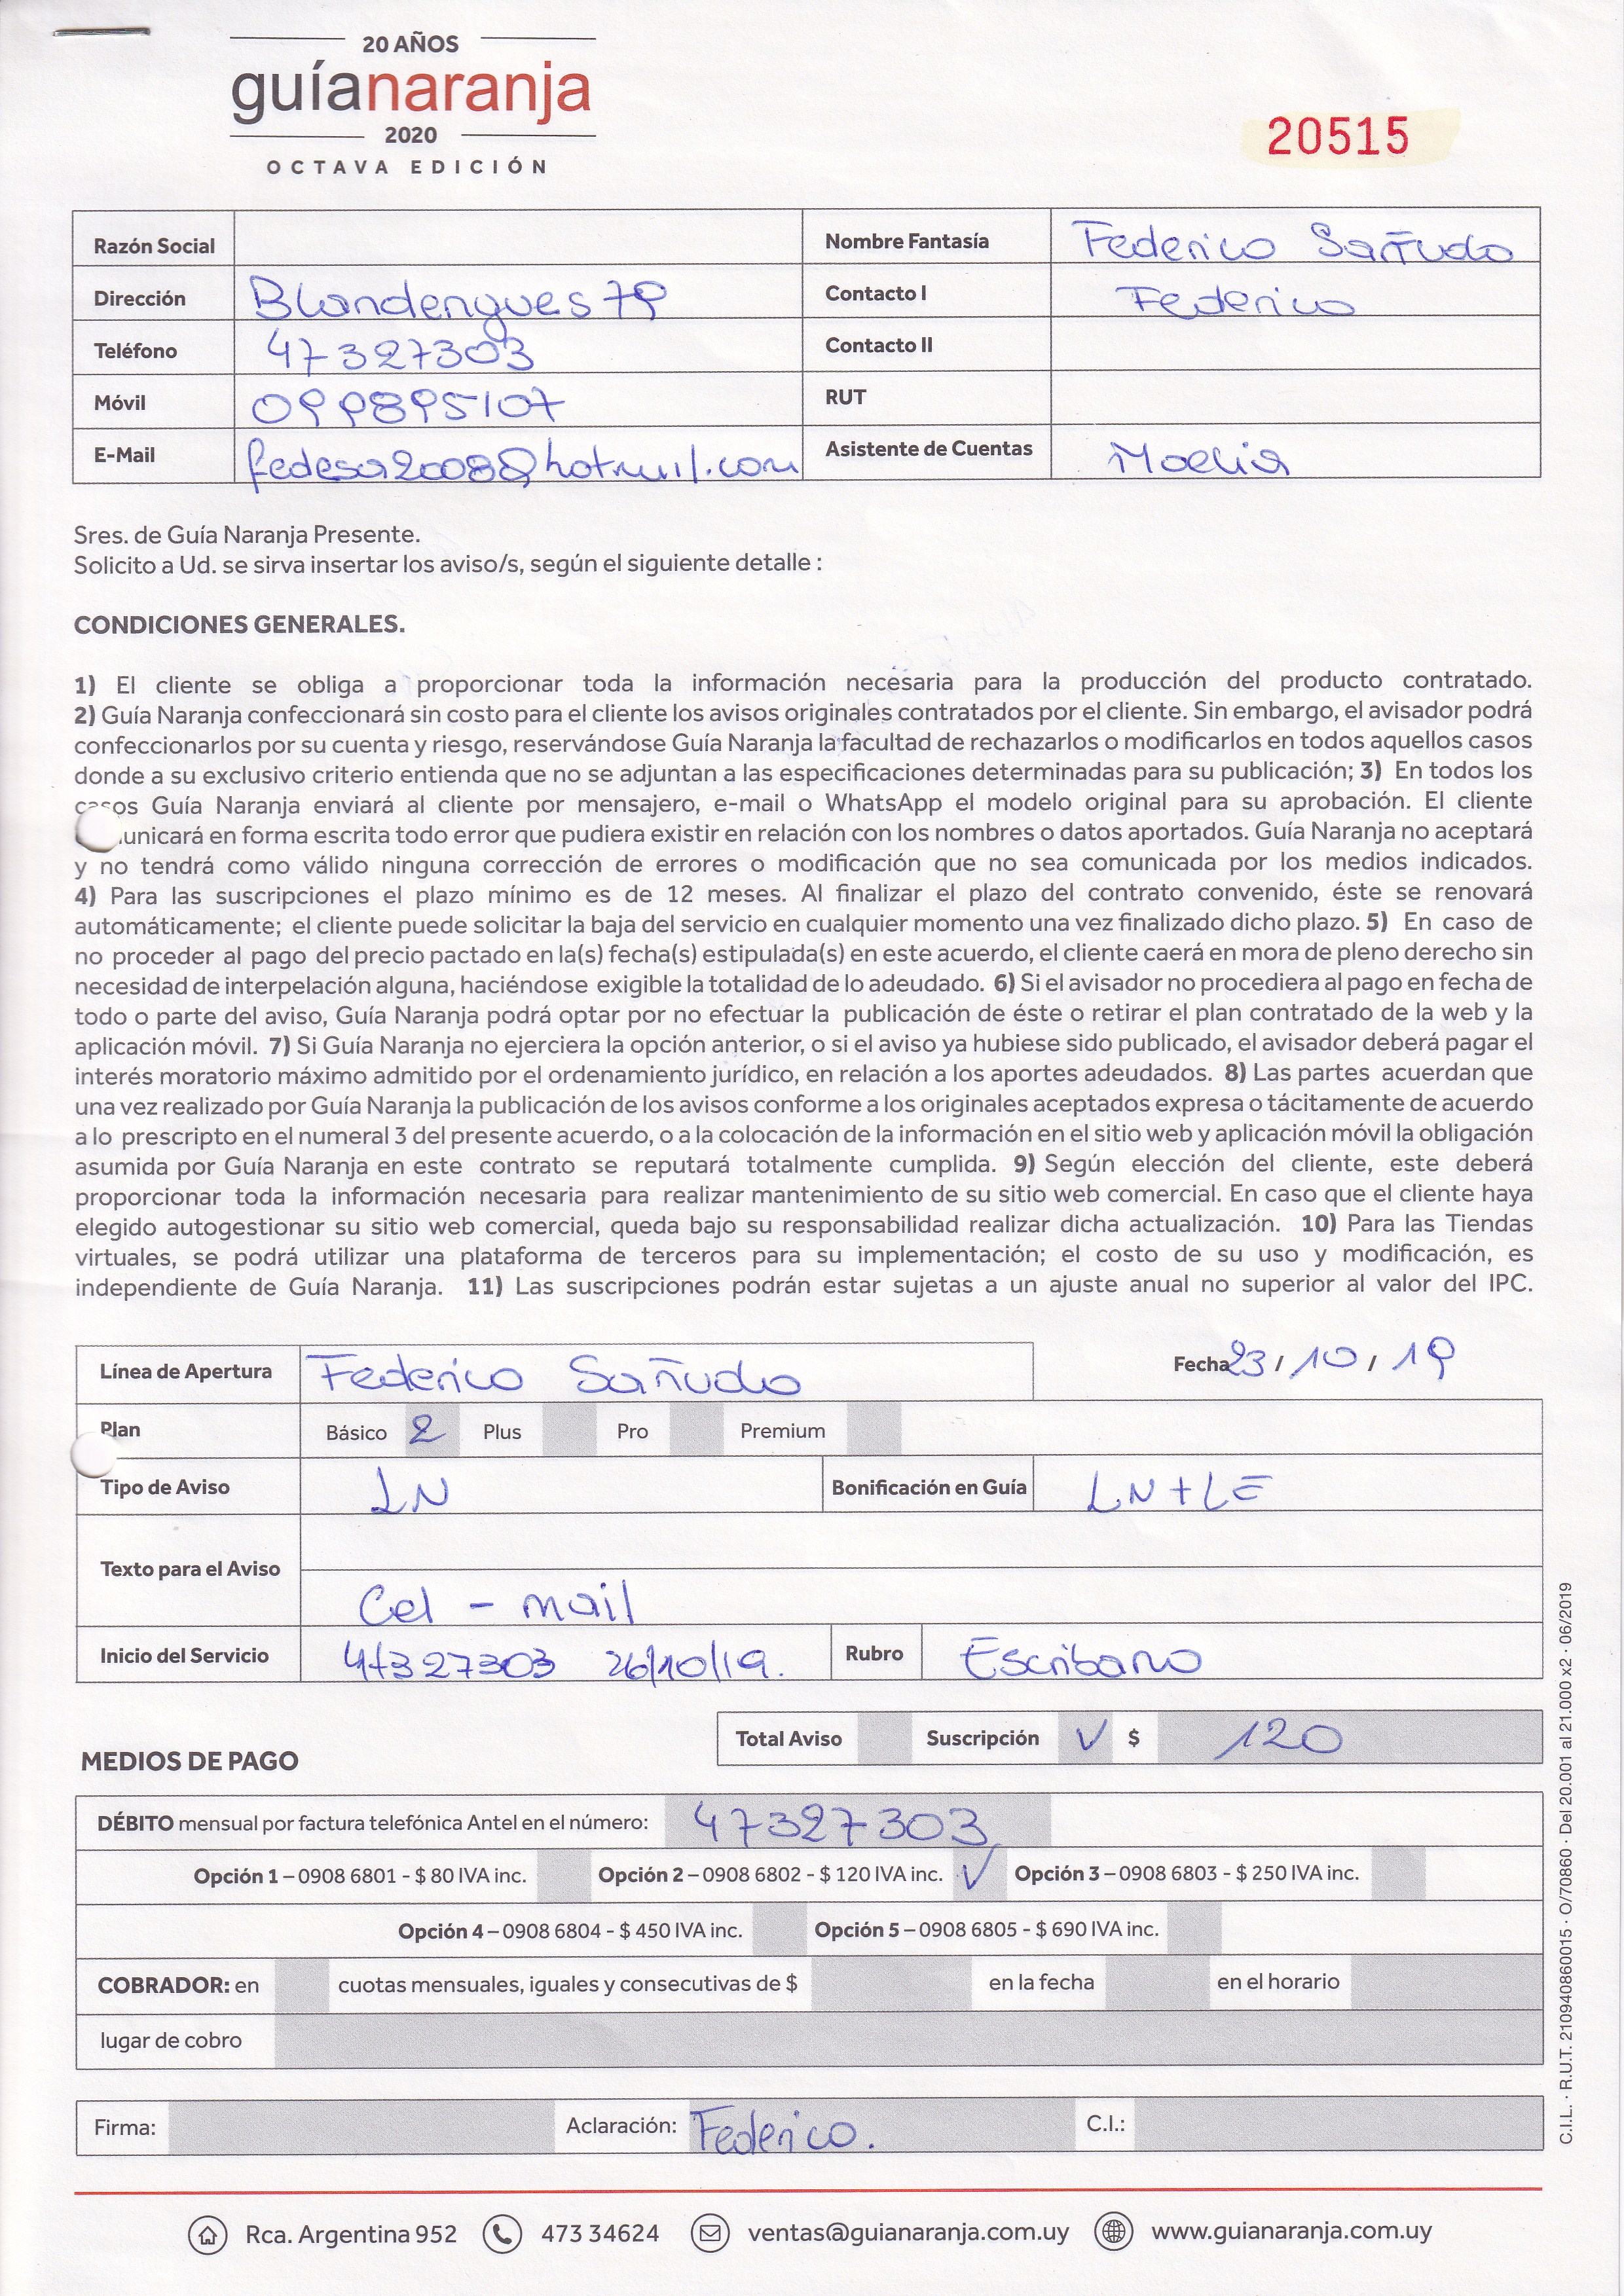 20 AÑOS
guíanaranja
2020
OCTAVA EDICIÓN
20515
Razón Social
Nombre Fantasía Federico Sañudo
Dirección Blandengues 79
Contacto I Federico
Teléfono 47327303
Contacto II
Móvil 099895107
RUT
E-Mail fedesa2008@hotmail.com
Asistente de Cuentas
Sres. de Guía Naranja Presente.
Solicito a Ud. se sirva insertar los aviso/s, según el siguiente detalle :
CONDICIONES GENERALES.
1) El cliente se obliga a proporcionar toda la información necesaria para la producción del producto contratado.
2) Guía Naranja confeccionará sin costo para el cliente los avisos originales contratados por el cliente. Sin embargo, el avisador podrá
confeccionarlos por su cuenta y riesgo, reservándose Guía Naranja la facultad de rechazarlos o modificarlos en todos aquellos casos
donde a su exclusivo criterio entienda que no se adjuntan a las especificaciones determinadas para su publicación; 3) En todos los
casos Guía Naranja enviará al cliente por mensajero, e-mail o WhatsApp el modelo original para su aprobación. El cliente
unicará en forma escrita todo error que pudiera existir en relación con los nombres o datos aportados. Guía Naranja no aceptará
y no tendrá como válido ninguna corrección de errores o modificación que no sea comunicada por los medios indicados.
4) Para las suscripciones el plazo mínimo es de 12 meses. Al finalizar el plazo del contrato convenido, éste se renovará
automáticamente; el cliente puede solicitar la baja del servicio en cualquier momento una vez finalizado dicho plazo. 5) En caso de
no proceder al pago del precio pactado en la(s) fecha(s) estipulada(s) en este acuerdo, el cliente caerá en mora de pleno derecho sin
necesidad de interpelación alguna, haciéndose exigible la totalidad de lo adeudado. 6) Si el avisador no procediera al pago en fecha de
todo o parte del aviso, Guía Naranja podrá optar por no efectuar la publicación de éste o retirar el plan contratado de la web y la
aplicación móvil. 7) Si Guía Naranja no ejerciera la opción anterior, o si el aviso ya hubiese sido publicado, el avisador deberá pagar el
interés moratorio máximo admitido por el ordenamiento jurídico, en relación a los aportes adeudados. 8) Las partes acuerdan que
una vez realizado por Guía Naranja la publicación de los avisos conforme a los originales aceptados expresa o tácitamente de acuerdo
a lo prescripto en el numeral 3 del presente acuerdo, o a la colocación de la información en el sitio web y aplicación móvil la obligación
asumida por Guía Naranja en este contrato se reputará totalmente cumplida. 9) Según elección del cliente, este deberá
proporcionar toda la información necesaria para realizar mantenimiento de su sitio web comercial. En caso que el cliente haya
elegido autogestionar su sitio web comercial, queda bajo su responsabilidad realizar dicha actualización. 10) Para las Tiendas
virtuales, se podrá utilizar una plataforma de terceros para su implementación; el costo de su uso y modificación, es
independiente de Guía Naranja. 11) Las suscripciones podrán estar sujetas a un ajuste anual no superior al valor del IPC.
Línea de Apertura Federico Sañudo
Fecha 23 / 10 / 19
Plan Básico 2 Plus Pro Premium
Tipo de Aviso LN Bonificación en Guía LN+LE
Texto para el Aviso
Cel - mail
Inicio del Servicio 47327303 26/10/19. Rubro Escribano
Total Aviso Suscripción ✓ $ 120
MEDIOS DE PAGO
DÉBITO mensual por factura telefónica Antel en el número: 47327303
Opción 1 – 0908 6801 - $ 80 IVA inc. Opción 2 – 0908 6802 - $ 120 IVA inc. ✓ Opción 3 – 0908 6803 - $ 250 IVA inc.
Opción 4 – 0908 6804 - $ 450 IVA inc. Opción 5 – 0908 6805 - $ 690 IVA inc.
COBRADOR: en cuotas mensuales, iguales y consecutivas de $ en la fecha en el horario
lugar de cobro
Firma: Aclaración: Federico. C.I.:
Rca. Argentina 952 473 34624 ventas@guianaranja.com.uy www.guianaranja.com.uy
C.I.L. · R.U.T. 210940860015 · O/70860 · Del 20.001 al 21.000 x2 · 06/2019